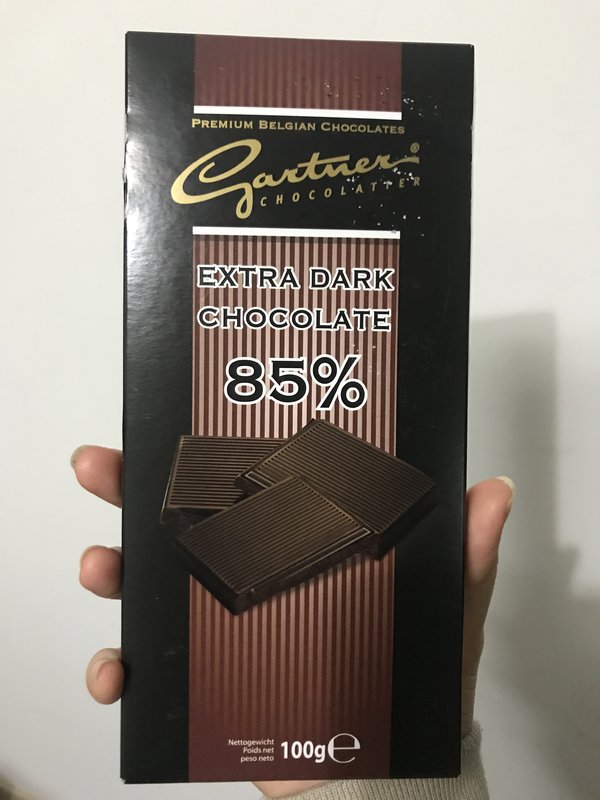 PREMIUM BELGIAN CHOCOLATES
Gartner®
CHOCOLATIER
EXTRA DARK
CHOCOLATE
85%
Nettogewicht
Poids net
peso neto
100g℮